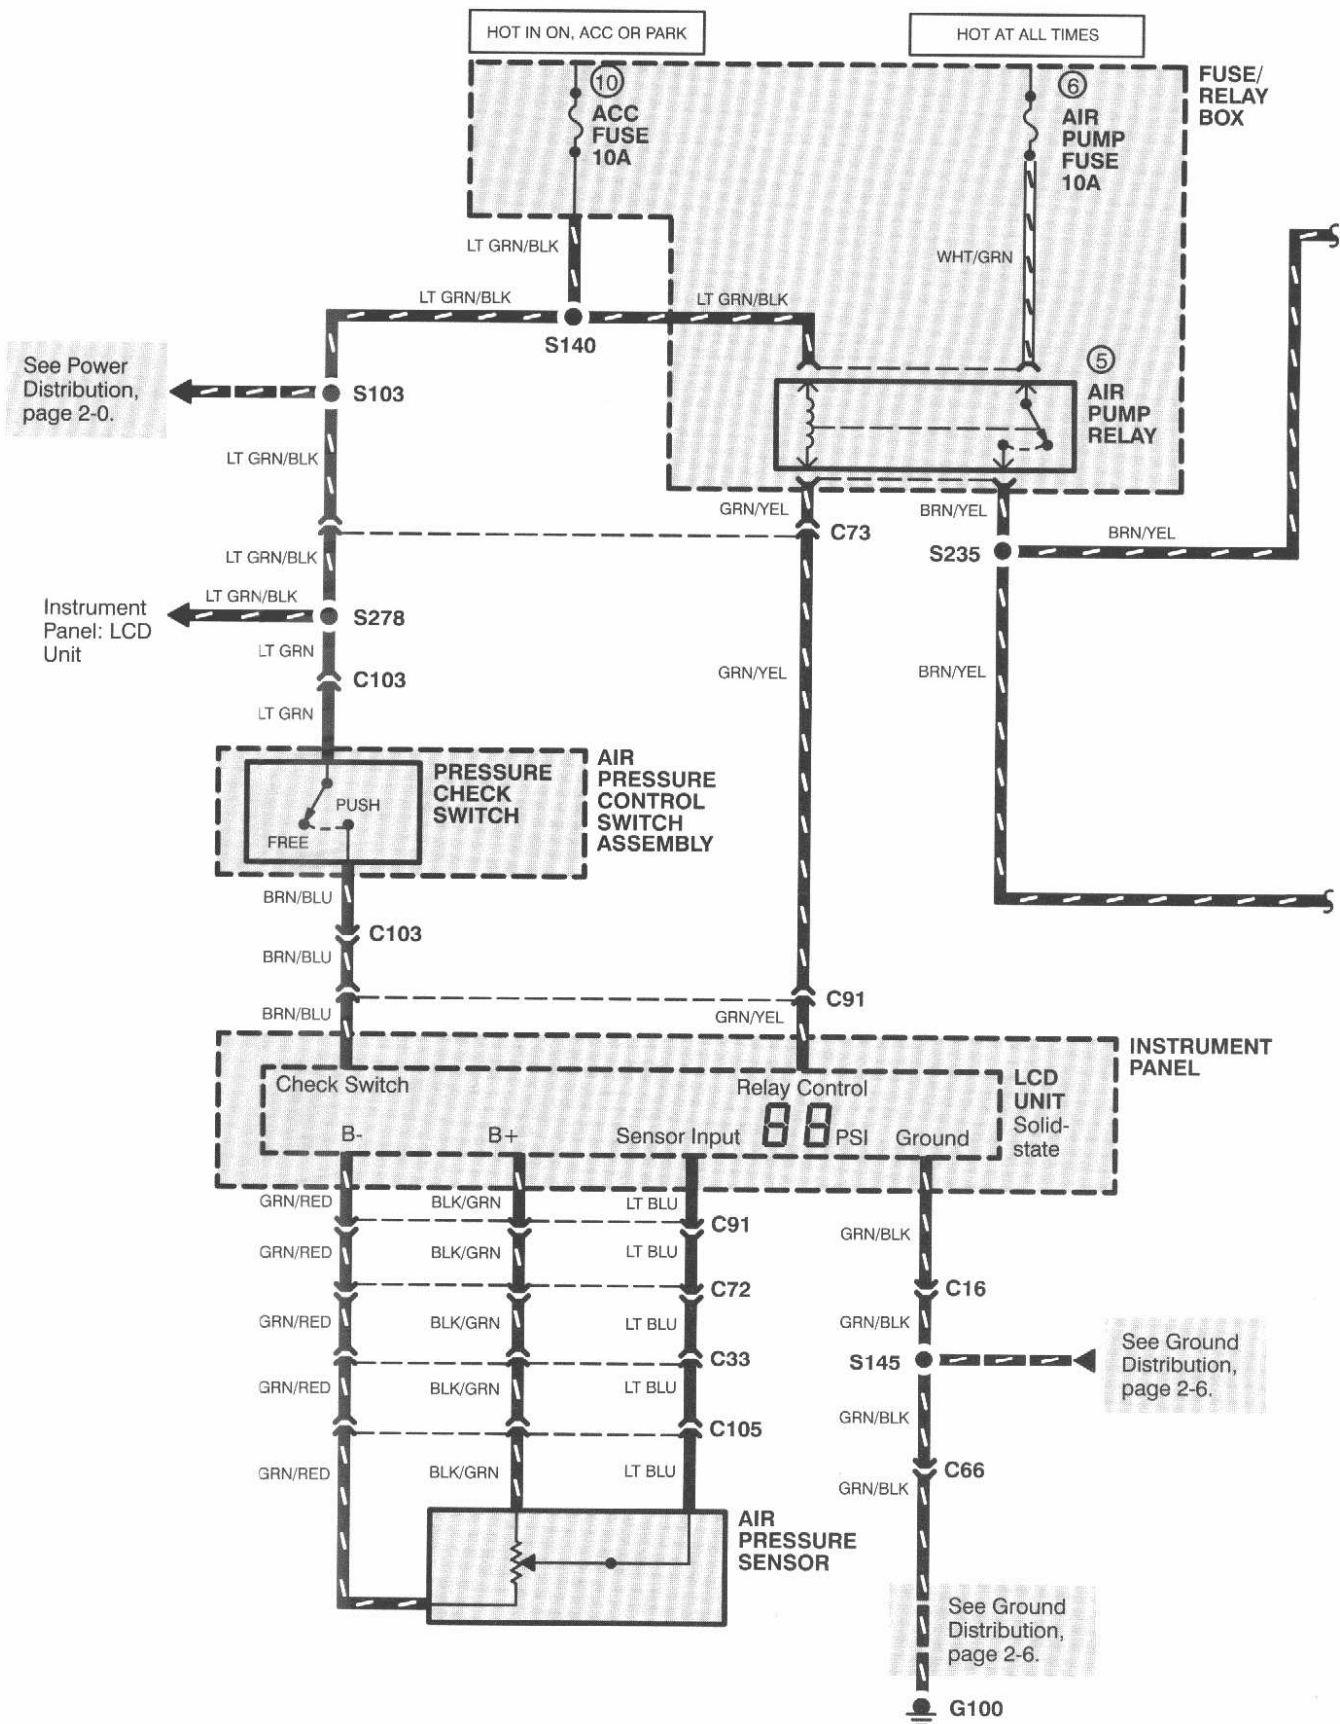 HOT IN ON, ACC OR PARK
HOT AT ALL TIMES
10
ACC
FUSE
10A
6
AIR
PUMP
FUSE
10A
FUSE/
RELAY
BOX
LT GRN/BLK
WHT/GRN
LT GRN/BLK
LT GRN/BLK
S140
See Power
Distribution,
page 2-0.
S103
5
AIR
PUMP
RELAY
LT GRN/BLK
GRN/YEL
BRN/YEL
C73
S235
BRN/YEL
LT GRN/BLK
LT GRN/BLK
Instrument
Panel: LCD
Unit
S278
LT GRN
C103
GRN/YEL
BRN/YEL
LT GRN
PRESSURE
CHECK
SWITCH
AIR
PRESSURE
CONTROL
SWITCH
ASSEMBLY
PUSH
FREE
BRN/BLU
C103
BRN/BLU
C91
BRN/BLU
GRN/YEL
INSTRUMENT
PANEL
Check Switch
Relay Control
LCD
UNIT
Solid-
state
B-
B+
Sensor Input
88 PSI
Ground
GRN/RED
BLK/GRN
LT BLU
C91
GRN/BLK
GRN/RED
BLK/GRN
LT BLU
C72
C16
GRN/RED
BLK/GRN
LT BLU
GRN/BLK
C33
S145
See Ground
Distribution,
page 2-6.
GRN/RED
BLK/GRN
LT BLU
GRN/BLK
C105
GRN/RED
BLK/GRN
LT BLU
C66
GRN/BLK
AIR
PRESSURE
SENSOR
See Ground
Distribution,
page 2-6.
G100